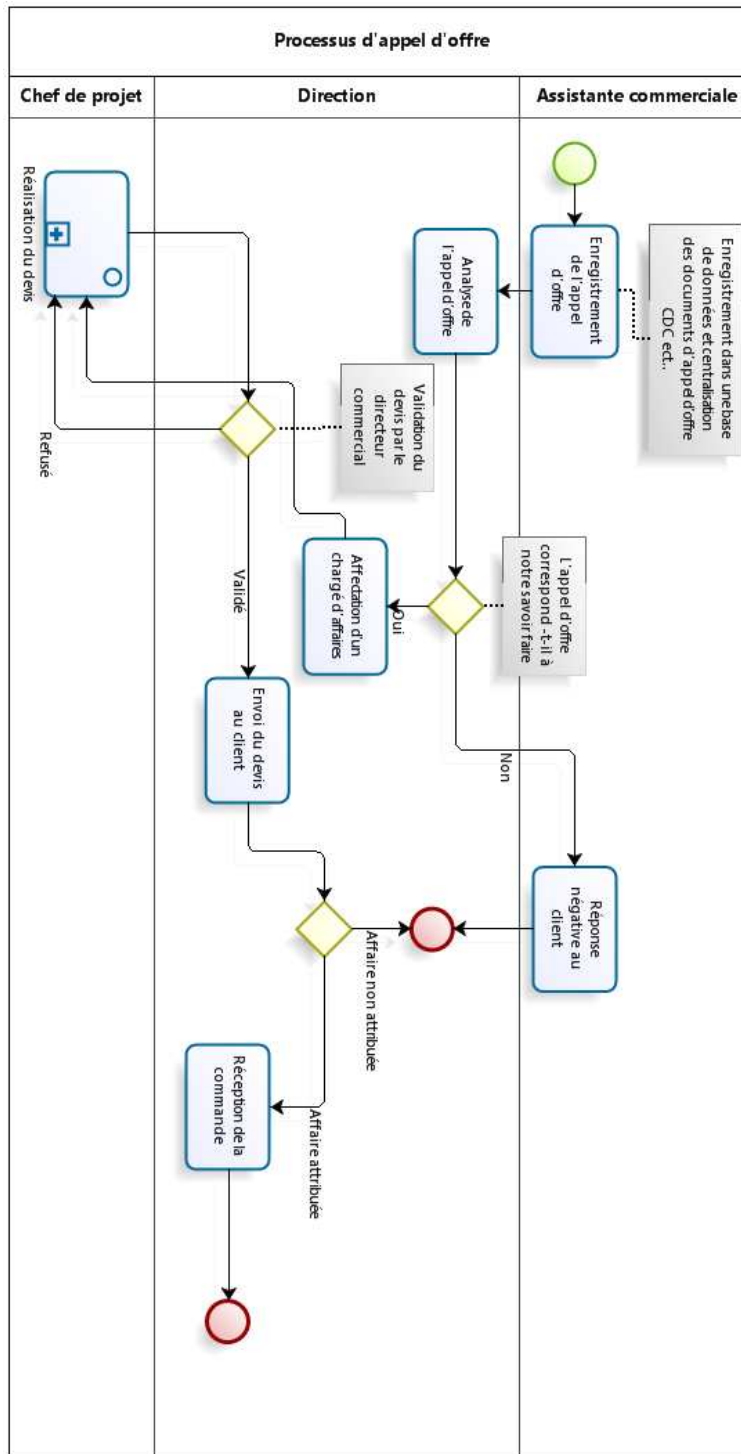 Processus d'appel d'offre
Chef de projet
Direction
Assistante commerciale
Enregistrement
de l'appel
d'offre
Enregistrement dans une base
de données et centralisation
des documents d'appel d'offre
CDC ect..
Analyse de
l'appel d'offre
Réalisation du devis
Validation du
devis par le
directeur
commercial
Refusé
Validé
L'appel d'offre
correspond -t-il à
notre savoir faire
Oui
Affectation d'un
chargé d'affaires
Non
Envoi du devis
au client
Réponse
négative au
client
Affaire non attribuée
Affaire attribuée
Réception de la
commande